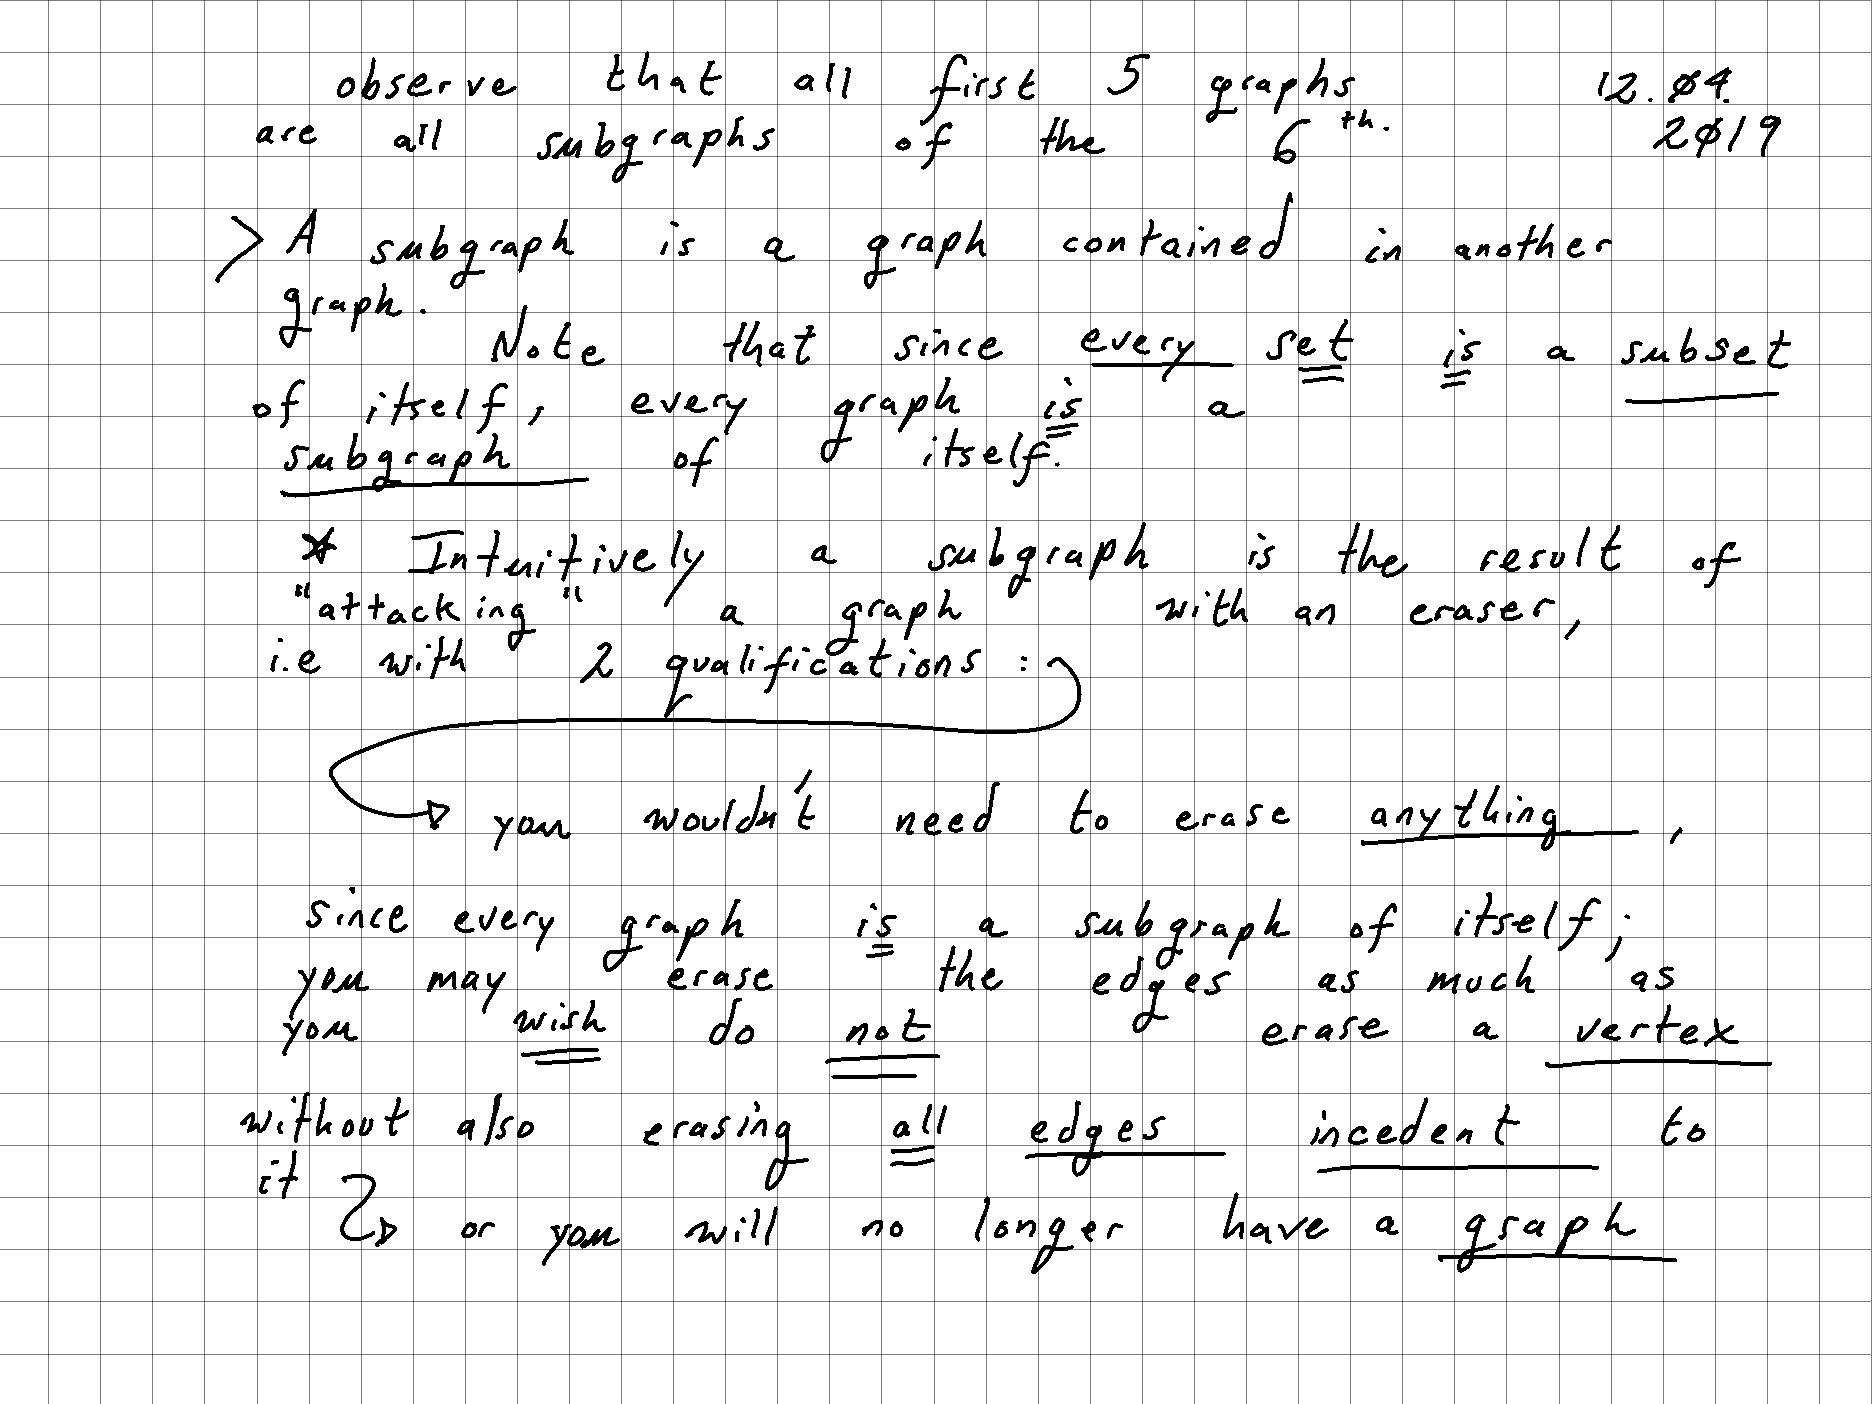 observe that all first 5 graphs 12.04.
are all subgraphs of the 6th. 2019
> A subgraph is a graph contained in another
graph.
Note that since every set is a subset
of itself, every graph is a
subgraph of itself.
* Intuitively a subgraph is the result of
"attacking" a graph with an eraser,
i.e with 2 qualifications :
you wouldn't need to erase anything,
since every graph is a subgraph of itself;
you may erase the edges as much as
you wish do not erase a vertex
without also erasing all edges incedent to
it
or you will no longer have a graph